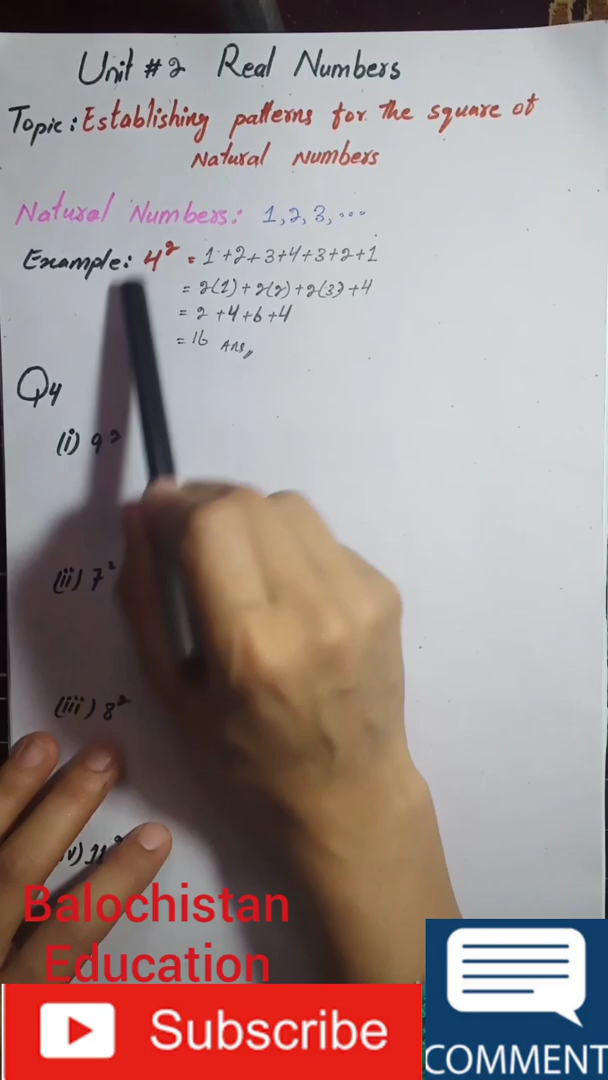 Unit # 2 Real Numbers
Topic: Establishing patterns for the square of
Natural Numbers
Natural Numbers: 1, 2, 3, ...
Example: 4² = 1+2+3+4+3+2+1
= 2(1) + 2(2) + 2(3) + 4
= 2 + 4 + 6 + 4
= 16 Ans,,
Q4
(i) 9²
(ii) 7²
(iii) 8²
v) 11²
Balochistan
Education
Subscribe
COMMENT